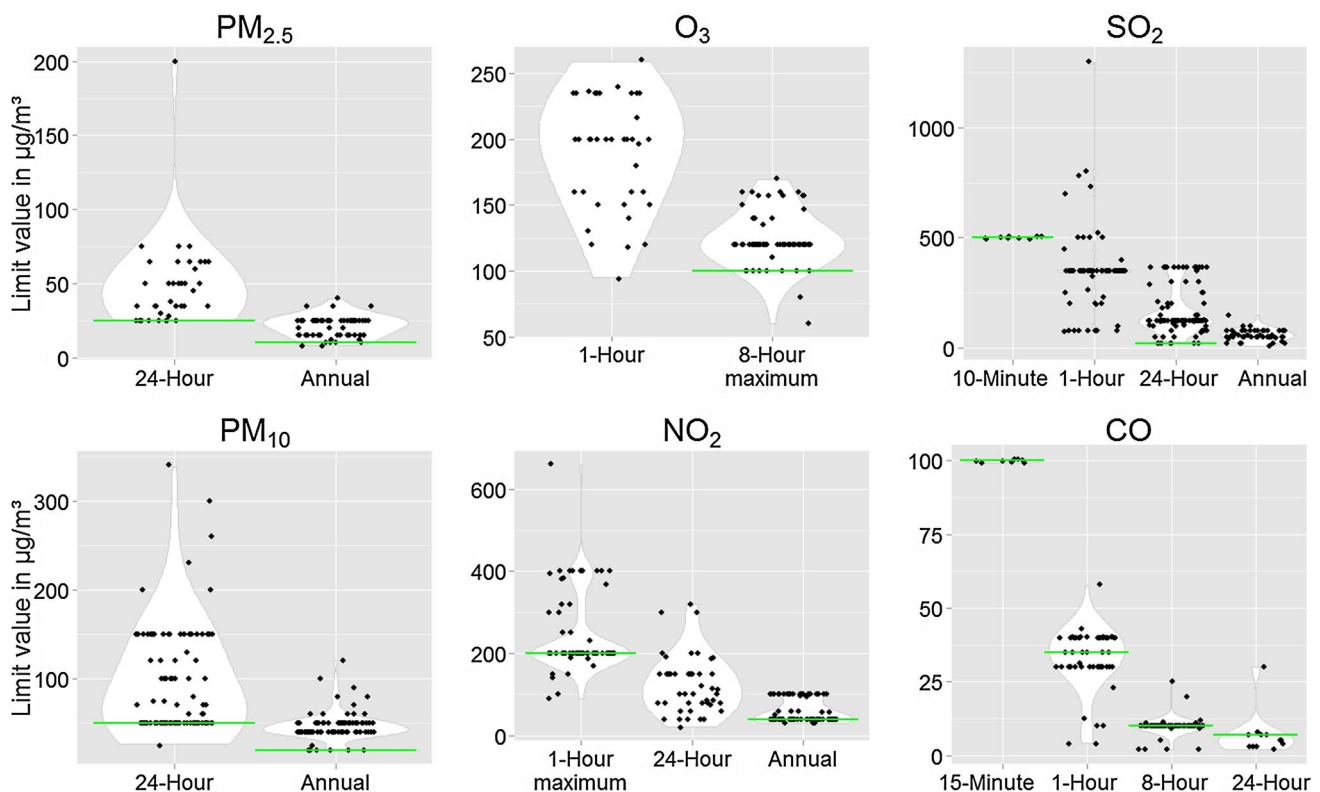 PM2.5
O3
SO2
Limit value in µg/m³
200
150
100
50
0
24-Hour
Annual
250
200
150
100
50
1-Hour
8-Hour
maximum
1000
500
0
10-Minute
1-Hour
24-Hour
Annual
PM10
NO2
CO
Limit value in µg/m³
300
200
100
24-Hour
Annual
600
400
200
0
1-Hour
maximum
24-Hour
Annual
100
75
50
25
0
15-Minute
1-Hour
8-Hour
24-Hour